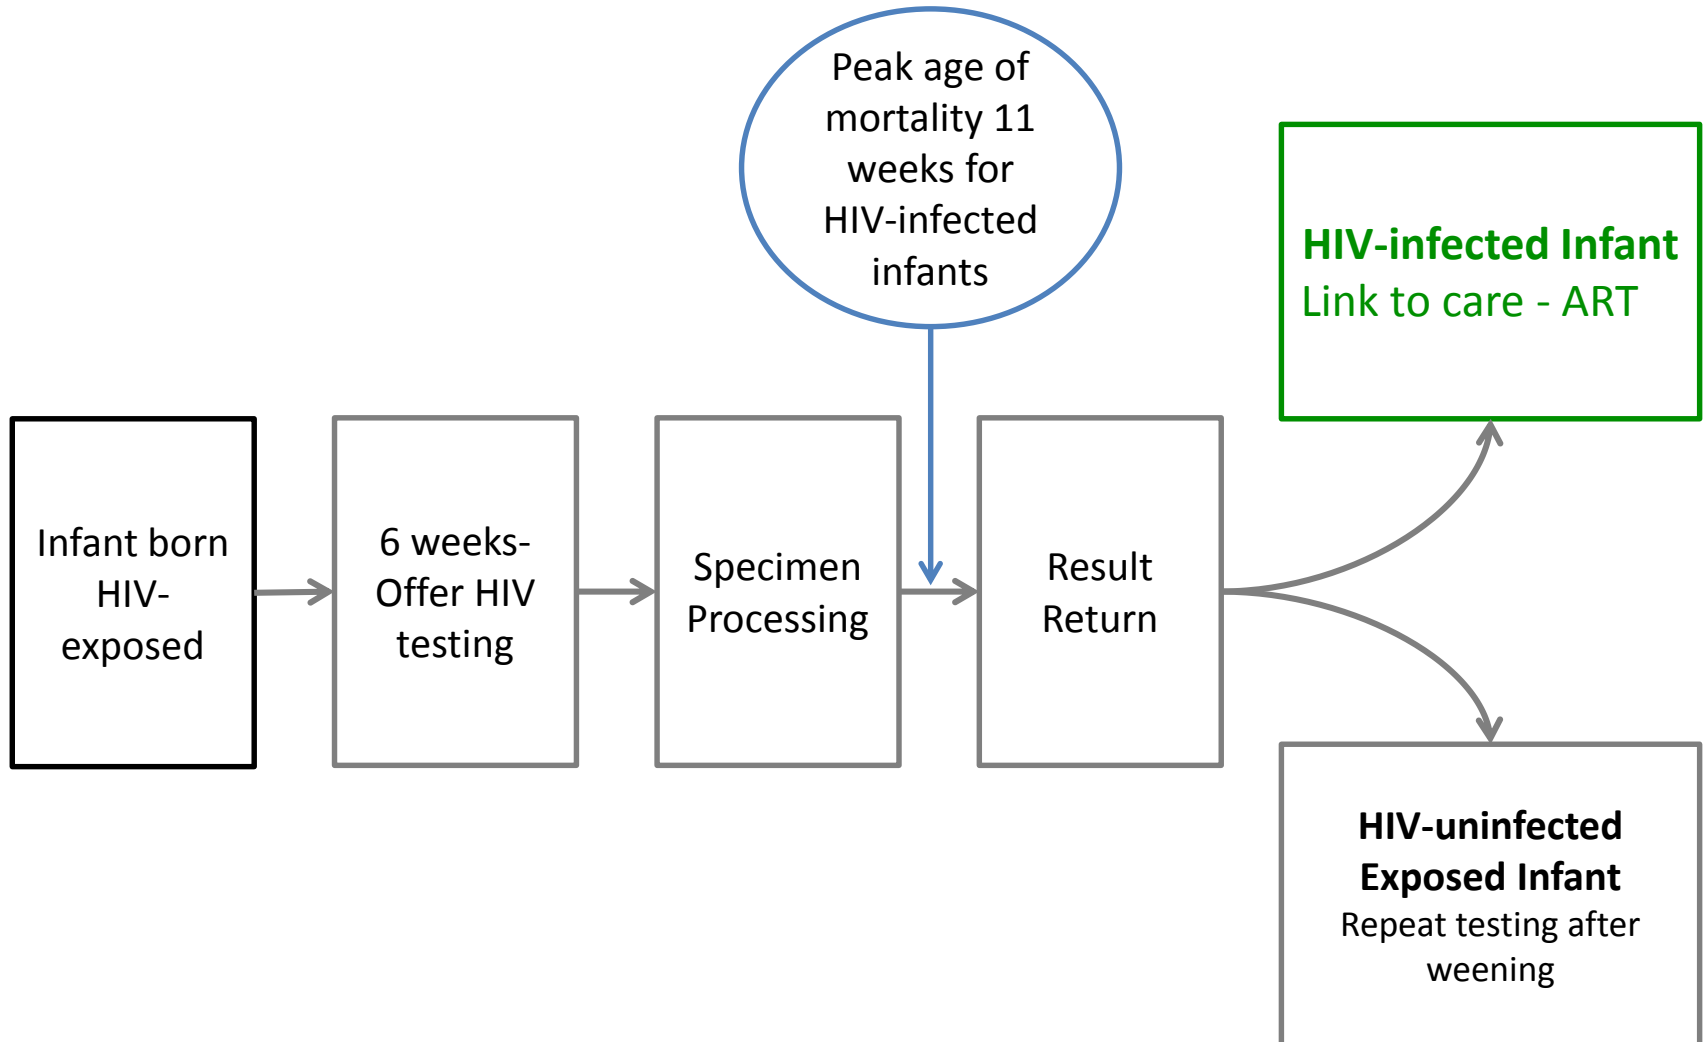 Peak age of
mortality 11
weeks for
HIV-infected
infants
HIV-infected Infant
Link to care - ART
Infant born
HIV-
exposed
6 weeks-
Offer HIV
testing
Specimen
Processing
Result
Return
HIV-uninfected
Exposed Infant
Repeat testing after
weening